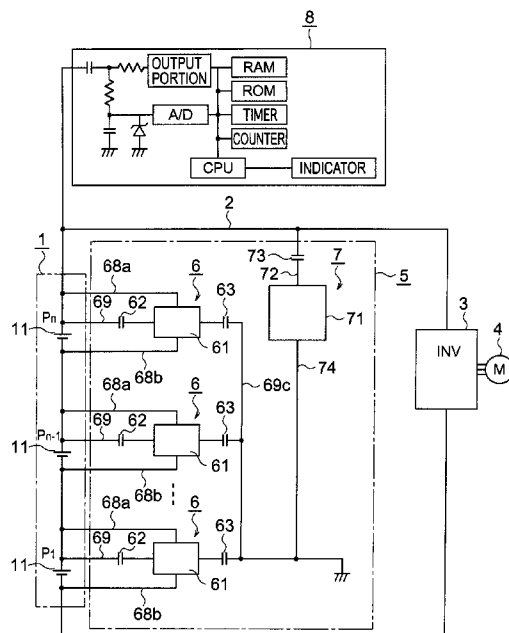 8
OUTPUT PORTION
RAM
ROM
A/D
TIMER
COUNTER
CPU
INDICATOR
2
1
68a
6
63
73
72
7
5
Pn
69
62
71
3
4
11
61
INV
M
68b
74
69c
68a
6
63
Pn-1
69
62
11
61
68b
68a
6
63
P1
69
62
11
61
68b